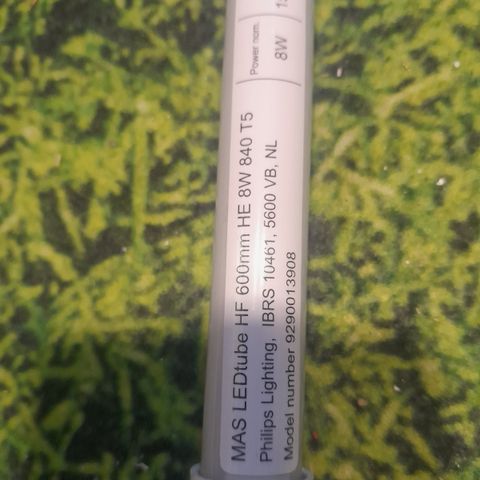 MAS LEDtube HF 600mm HE 8W 840 T5
Philips Lighting, IBRS 10461, 5600 VB, NL
Model number 9290013908
Power nom.
8W